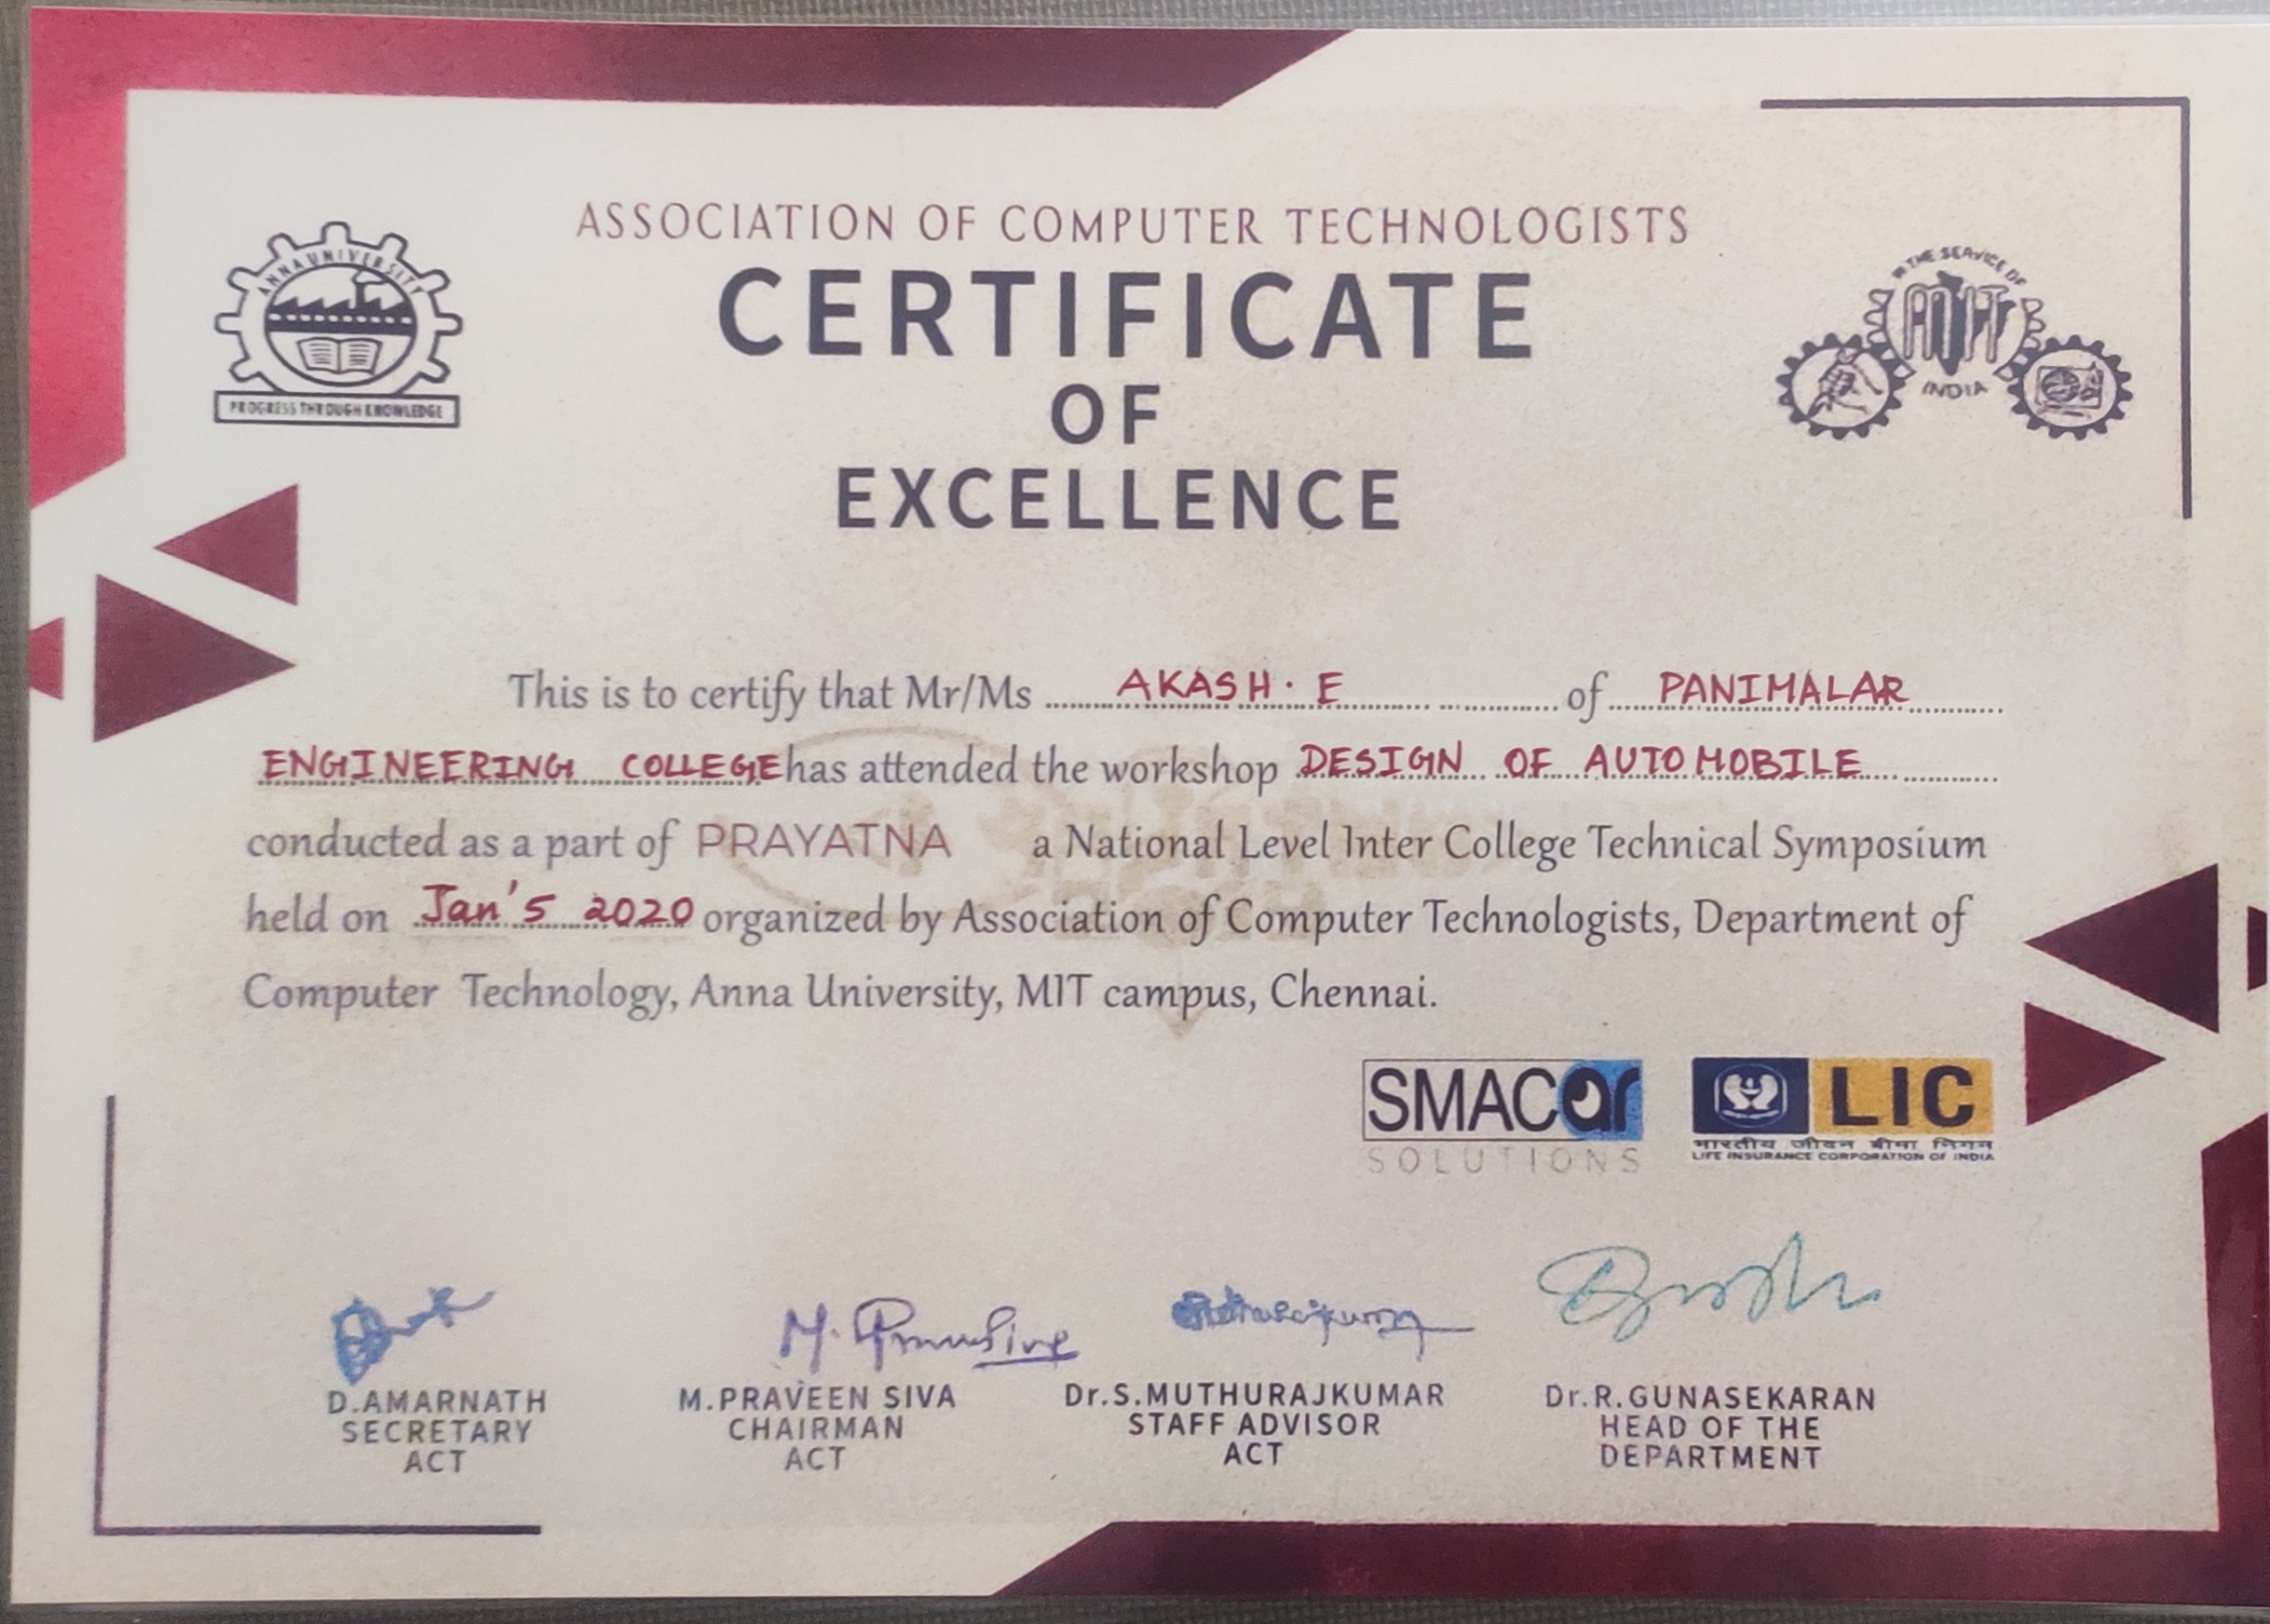 ASSOCIATION OF COMPUTER TECHNOLOGISTS
CERTIFICATE
OF
EXCELLENCE
ANNA UNIVERSITY
PROGRESS THROUGH KNOWLEDGE
IN THE SERVICE OF
MIT
INDIA
This is to certify that Mr/Ms AKASH. E of PANIMALAR
ENGINEERING COLLEGE has attended the workshop DESIGN OF AUTOMOBILE
conducted as a part of PRAYATNA a National Level Inter College Technical Symposium
held on Jan'5 2020 organized by Association of Computer Technologists, Department of
Computer Technology, Anna University, MIT campus, Chennai.
SMACar
SOLUTIONS
LIC
भारतीय जीवन बीमा निगम
LIFE INSURANCE CORPORATION OF INDIA
M. PraveenSiva
D.AMARNATH
SECRETARY
ACT
M.PRAVEEN SIVA
CHAIRMAN
ACT
Dr.S.MUTHURAJKUMAR
STAFF ADVISOR
ACT
Dr.R.GUNASEKARAN
HEAD OF THE
DEPARTMENT